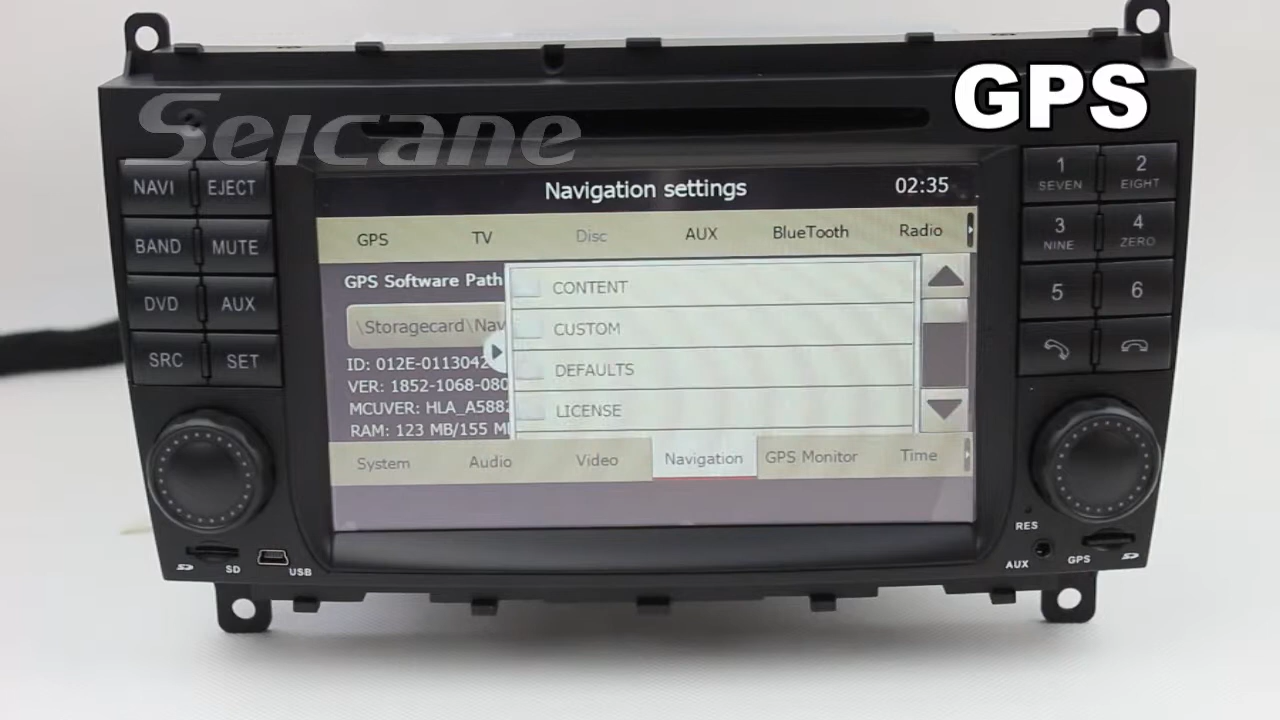 GPS
Seicane
NAVI EJECT
BAND MUTE
DVD AUX
SRC SET
SD USB
Navigation settings 02:35
GPS TV Disc AUX BlueTooth Radio
GPS Software Path
\Storagecard\Nav
ID: 012E-0113042
VER: 1852-1068-080
MCUVER: HLA_A588
RAM: 123 MB/155 M
CONTENT
CUSTOM
DEFAULTS
LICENSE
System Audio Video Navigation GPS Monitor Time
1 2
SEVEN EIGHT
3 4
NINE ZERO
5 6
RES
AUX GPS